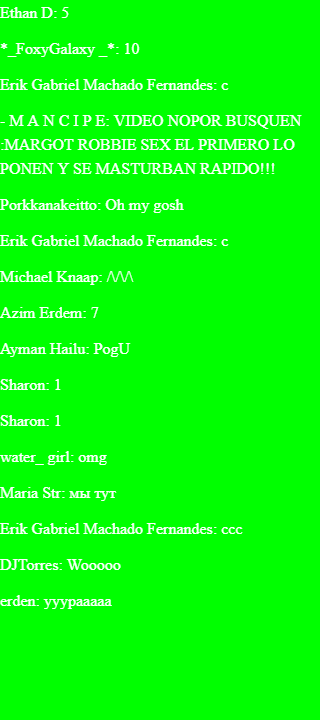 Ethan D: 5
*_FoxyGalaxy _*: 10
Erik Gabriel Machado Fernandes: c
- M A N C I P E: VIDEO NOPOR BUSQUEN
:MARGOT ROBBIE SEX EL PRIMERO LO
PONEN Y SE MASTURBAN RAPIDO!!!
Porkkanakeitto: Oh my gosh
Erik Gabriel Machado Fernandes: c
Michael Knaap: /\/\/\
Azim Erdem: 7
Ayman Hailu: PogU
Sharon: 1
Sharon: 1
water_ girl: omg
Maria Str: мы тут
Erik Gabriel Machado Fernandes: ccc
DJTorres: Wooooo
erden: yyypaaaaa